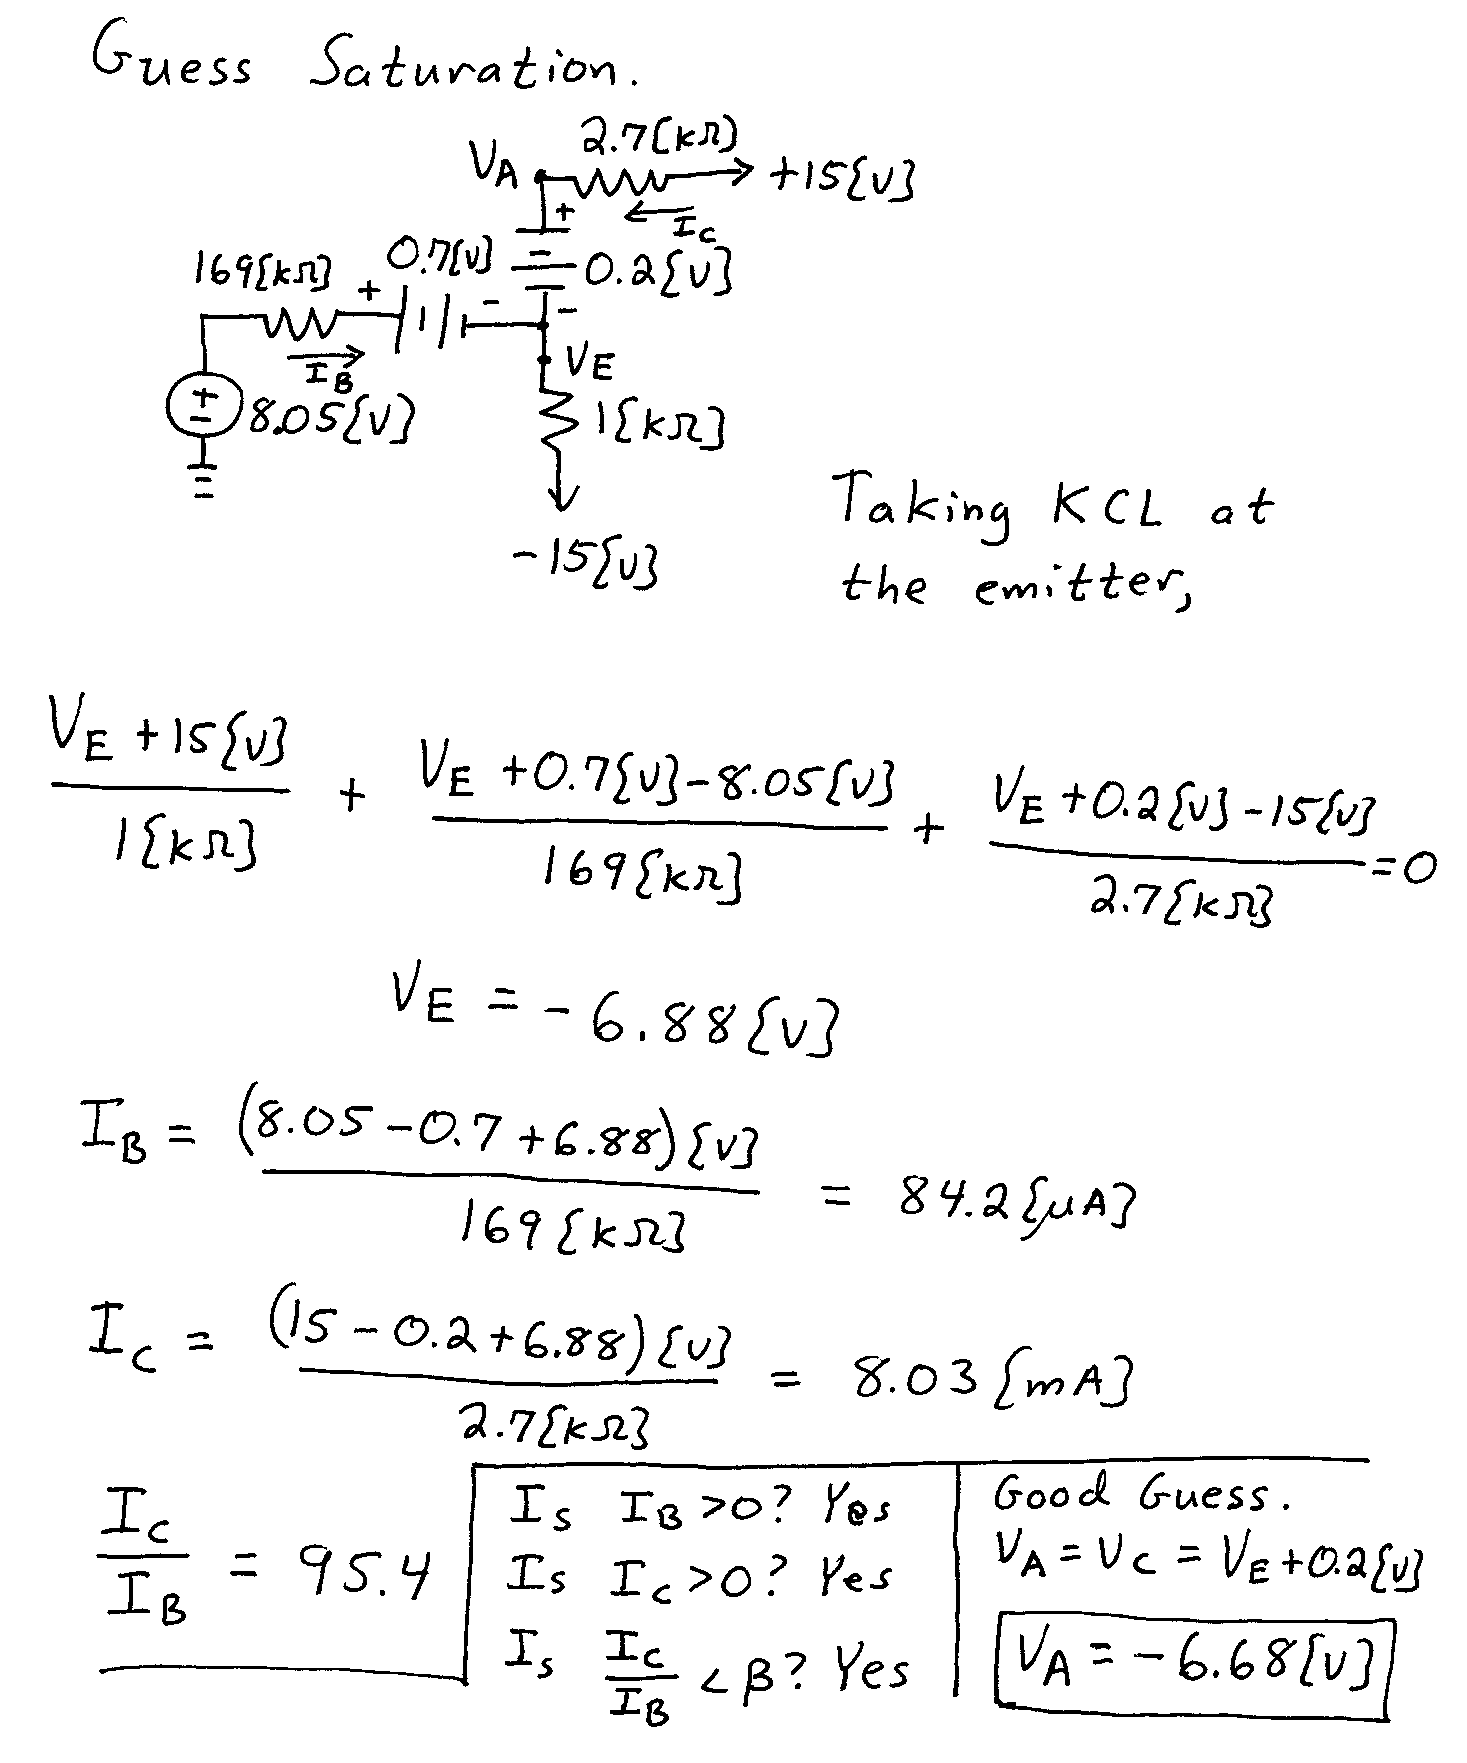 Guess Saturation.
2.7[kΩ]
VA
+15{V}
+
IC
0.7{V}
169{kΩ}
+ -
0.2{V}
-
IB
VE
+
-
8.05{V}
1{kΩ}
-15{V}
Taking KCL at
the emitter,
(VE +15{V})/(1{kΩ}) + (VE +0.7{V}-8.05{V})/(169{kΩ}) + (VE +0.2{V}-15{V})/(2.7{kΩ}) =0
VE = -6.88{V}
IB = ((8.05-0.7+6.88){V})/(169{kΩ}) = 84.2{μA}
IC = ((15-0.2+6.88){V})/(2.7{kΩ}) = 8.03{mA}
IC/IB = 95.4
Is IB >0? Yes
Is IC >0? Yes
Is IC/IB < β? Yes
Good Guess.
VA = VC = VE +0.2{V}
VA = -6.68{V}